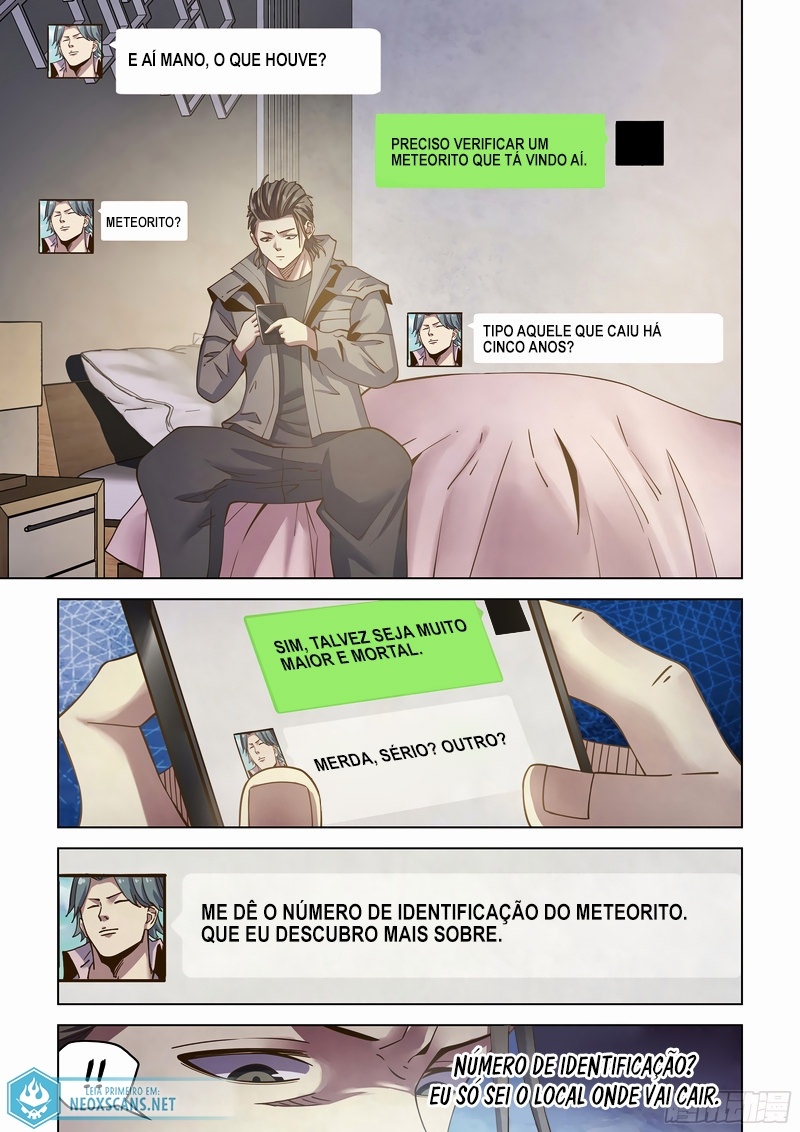 E AÍ MANO, O QUE HOUVE?
PRECISO VERIFICAR UM
METEORITO QUE TÁ VINDO AÍ.
METEORITO?
TIPO AQUELE QUE CAIU HÁ
CINCO ANOS?
SIM, TALVEZ SEJA MUITO
MAIOR E MORTAL.
MERDA, SÉRIO? OUTRO?
ME DÊ O NÚMERO DE IDENTIFICAÇÃO DO METEORITO.
QUE EU DESCUBRO MAIS SOBRE.
!!
NÚMERO DE IDENTIFICAÇÃO?
EU SÓ SEI O LOCAL ONDE VAI CAIR.
LEIA PRIMEIRO EM:
NEOXSCANS.NET